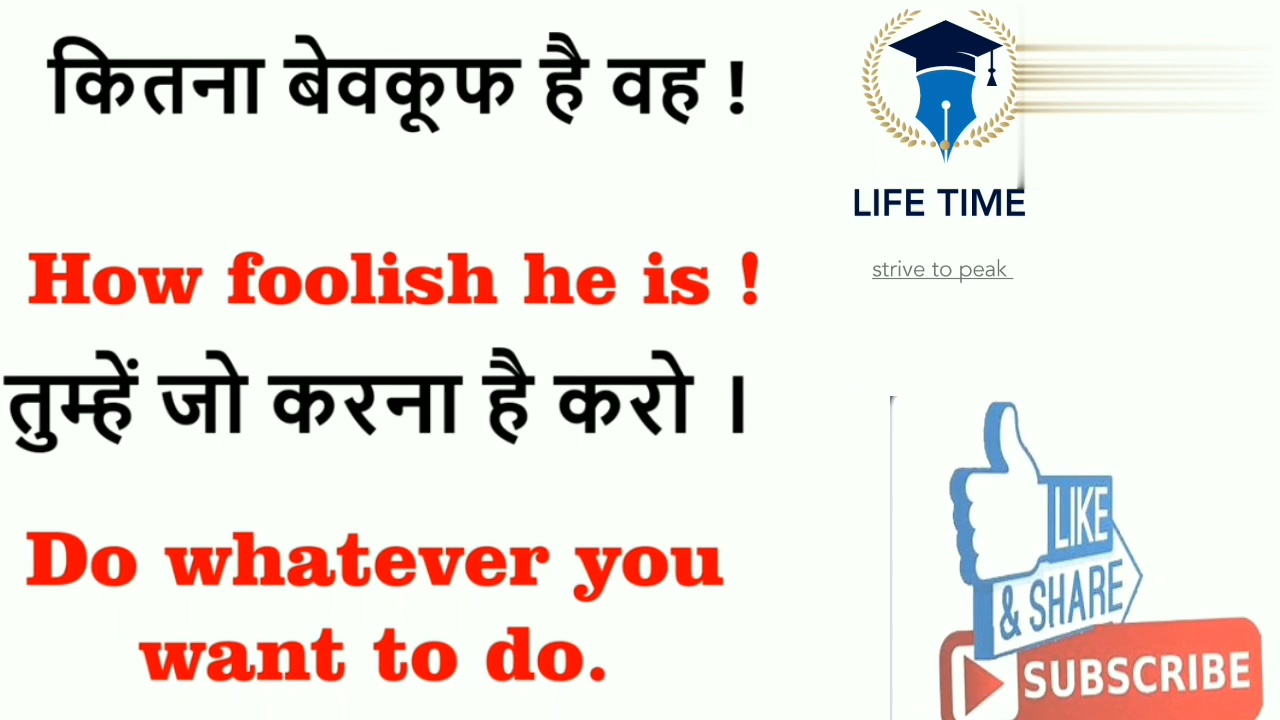 कितना बेवकूफ है वह !
How foolish he is !
तुम्हें जो करना है करो ।
Do whatever you
want to do.
LIFE TIME
strive to peak
LIKE
& SHARE
SUBSCRIBE